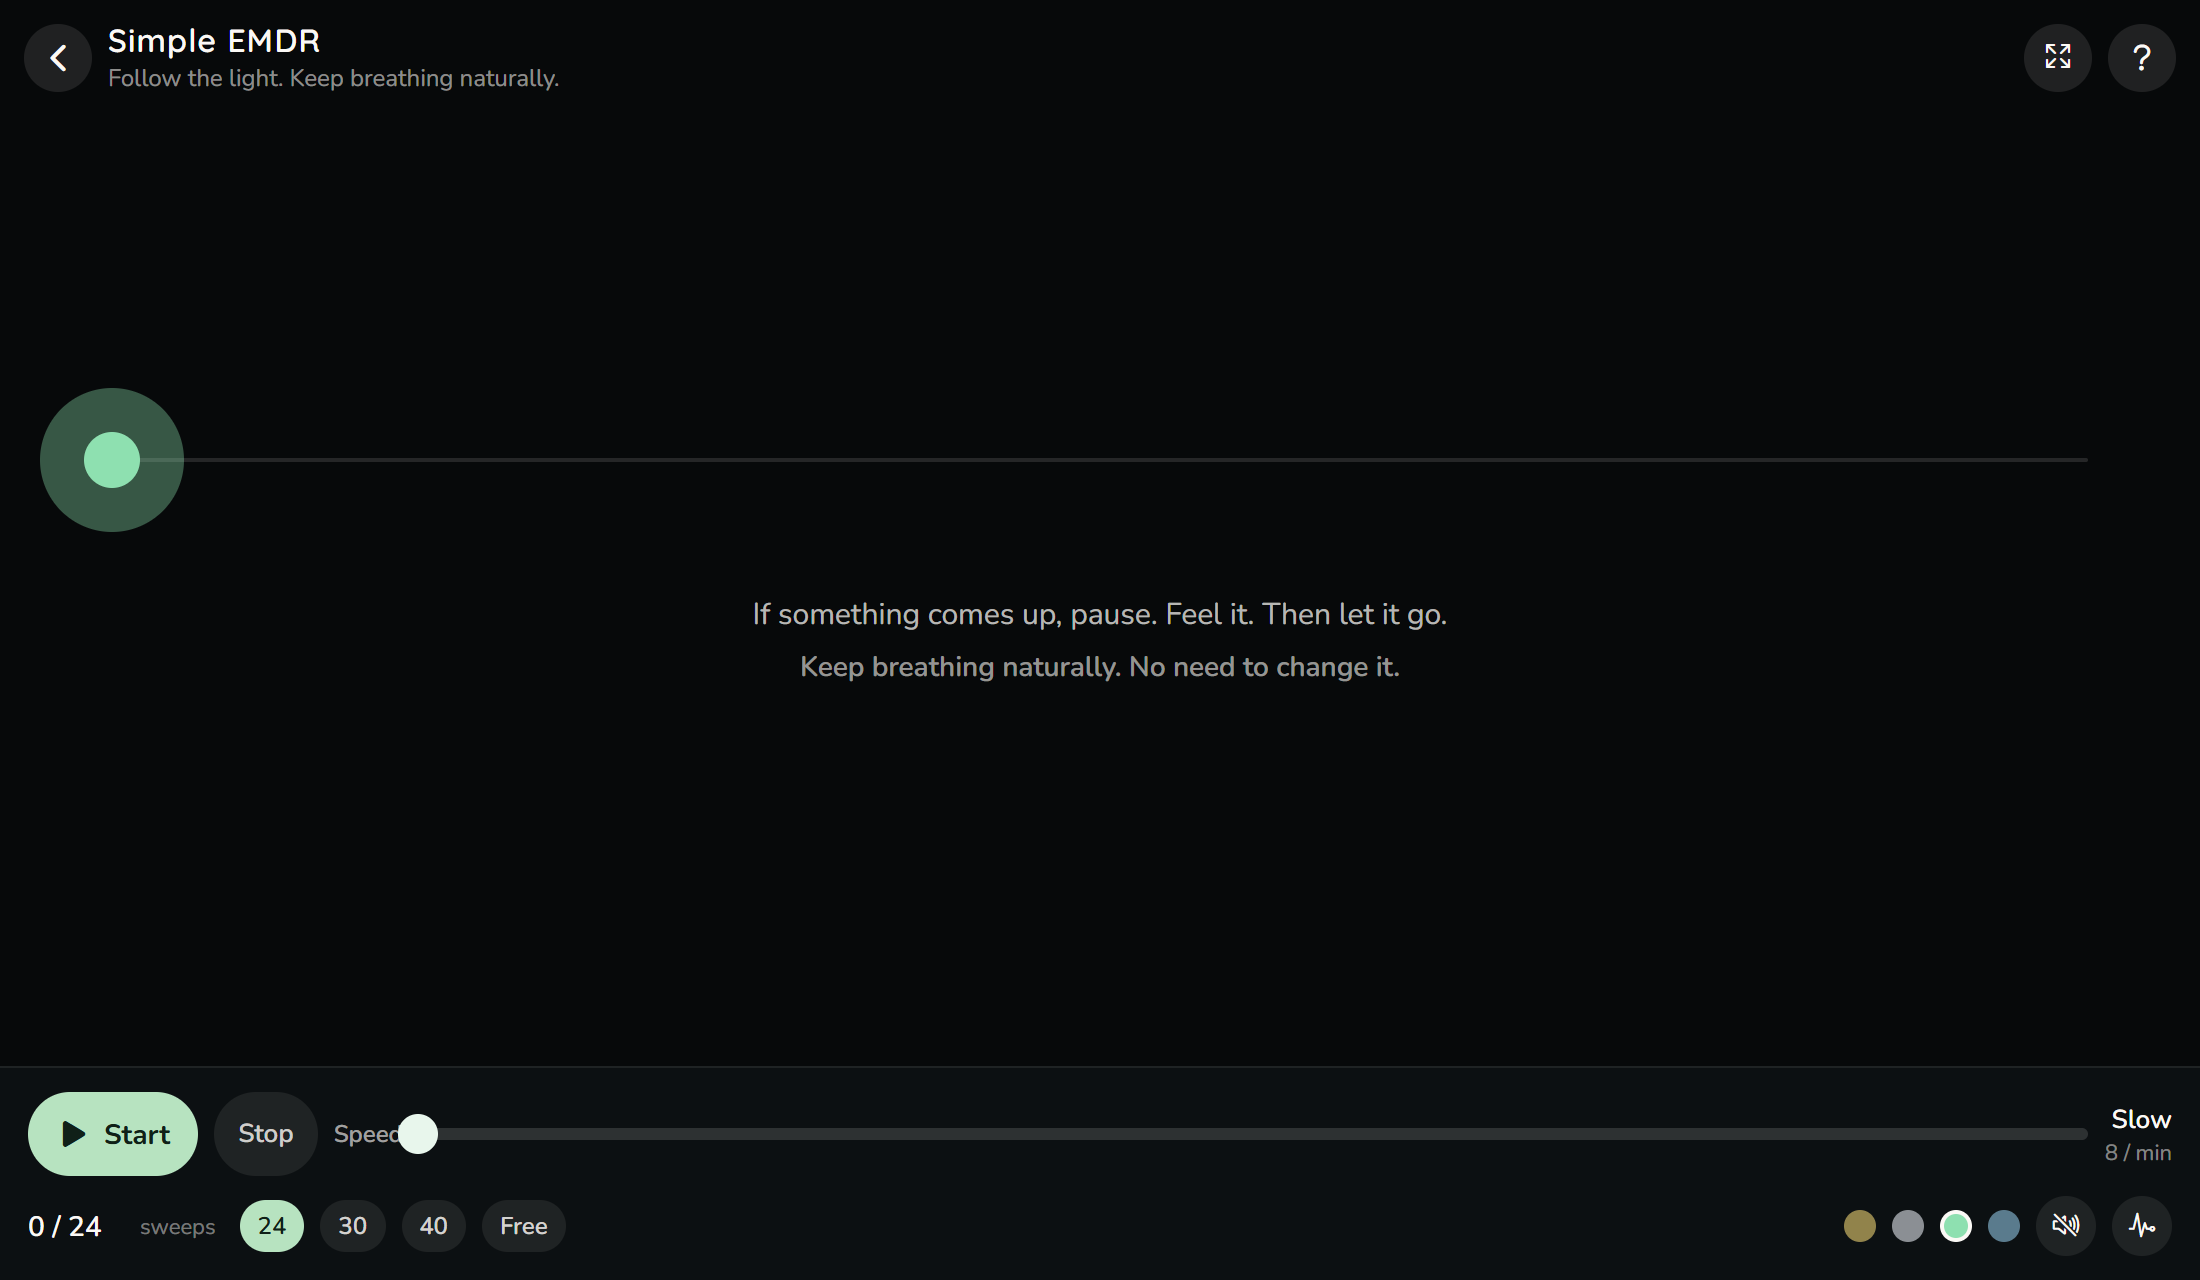 Simple EMDR
Follow the light. Keep breathing naturally.
?
If something comes up, pause. Feel it. Then let it go.
Keep breathing naturally. No need to change it.
Start
Stop
Speed
Slow
8 / min
0 / 24
sweeps
24
30
40
Free